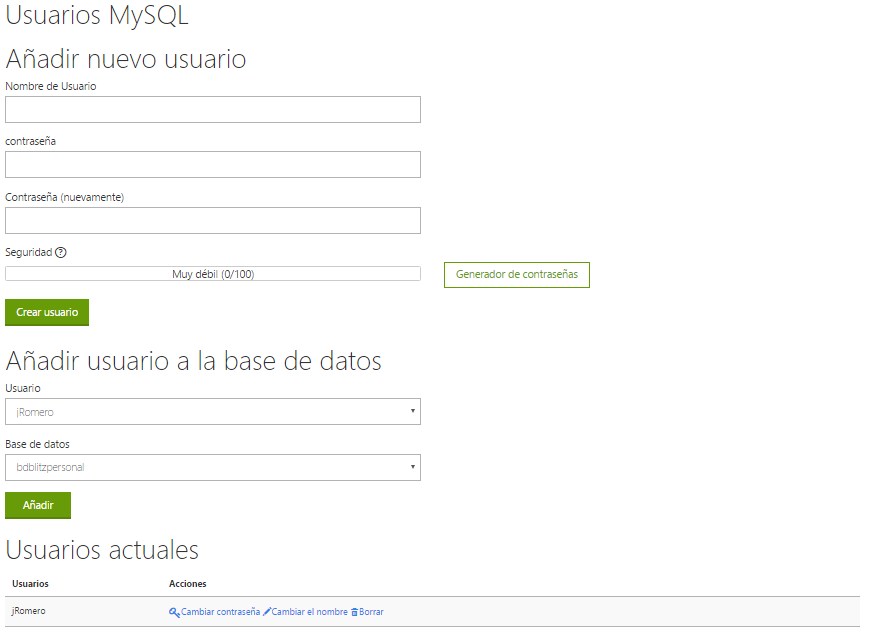 Usuarios MySQL
Añadir nuevo usuario
Nombre de Usuario
contraseña
Contraseña (nuevamente)
Seguridad ?
Muy débil (0/100)
Generador de contraseñas
Crear usuario
Añadir usuario a la base de datos
Usuario
jRomero
Base de datos
bdblitzpersonal
Añadir
Usuarios actuales
Usuarios Acciones
jRomero Cambiar contraseña Cambiar el nombre Borrar